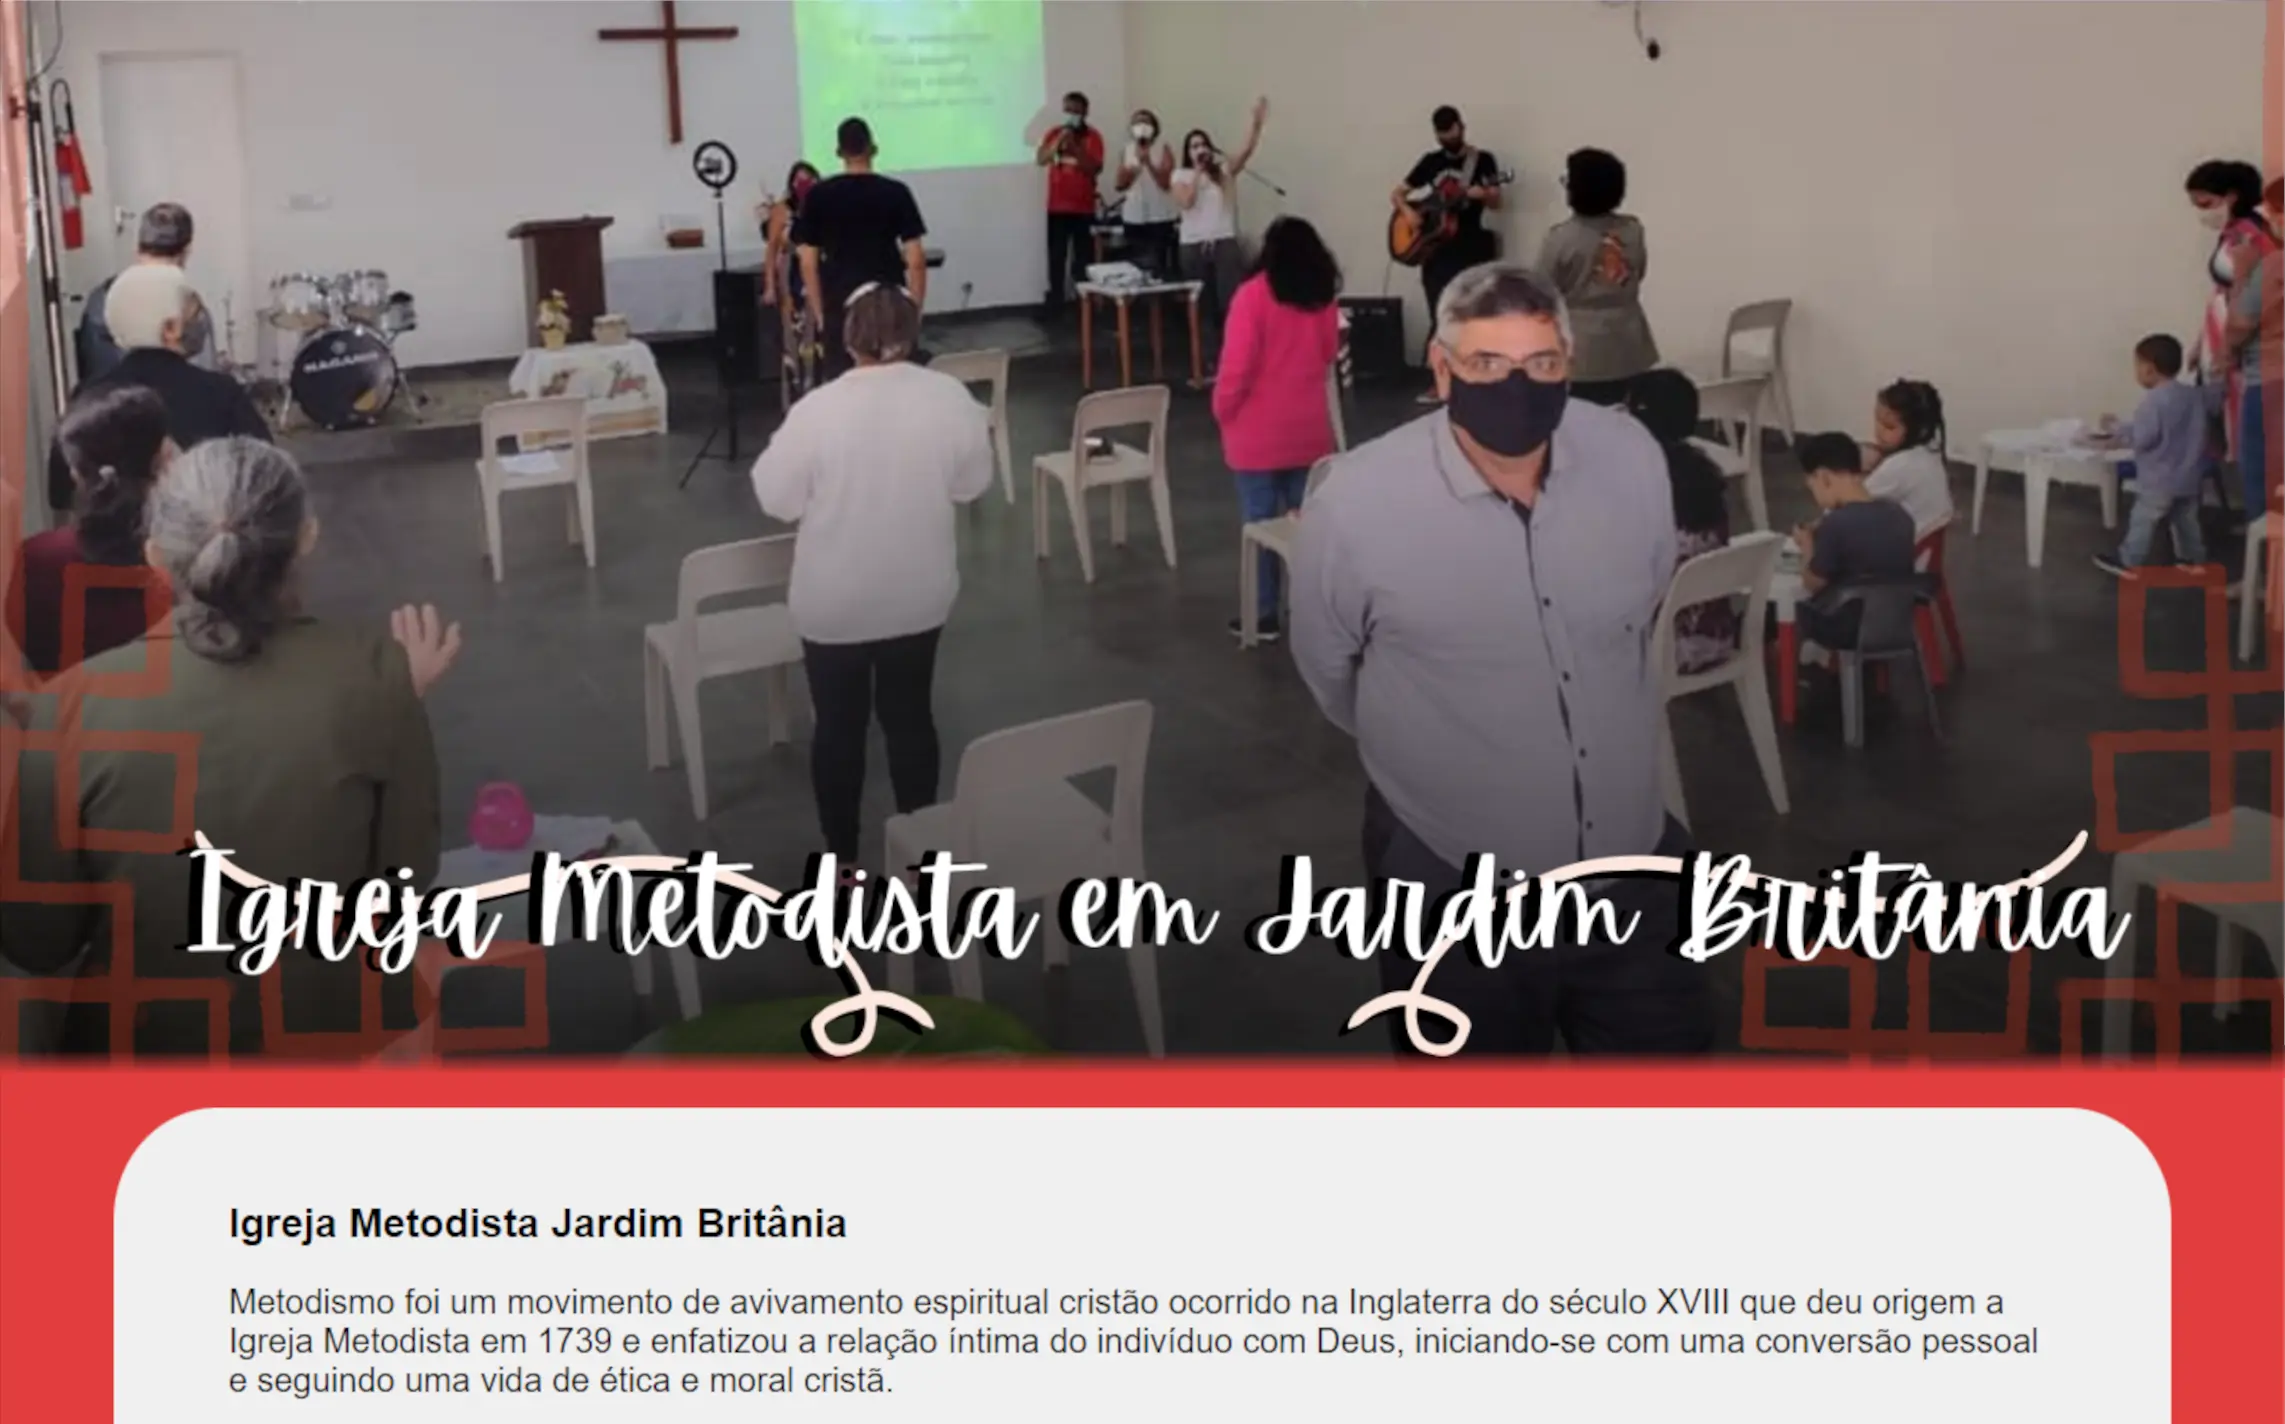 Igreja Metodista em Jardim Britânia
Igreja Metodista Jardim Britânia
Metodismo foi um movimento de avivamento espiritual cristão ocorrido na Inglaterra do século XVIII que deu origem a
Igreja Metodista em 1739 e enfatizou a relação íntima do indivíduo com Deus, iniciando-se com uma conversão pessoal
e seguindo uma vida de ética e moral cristã.